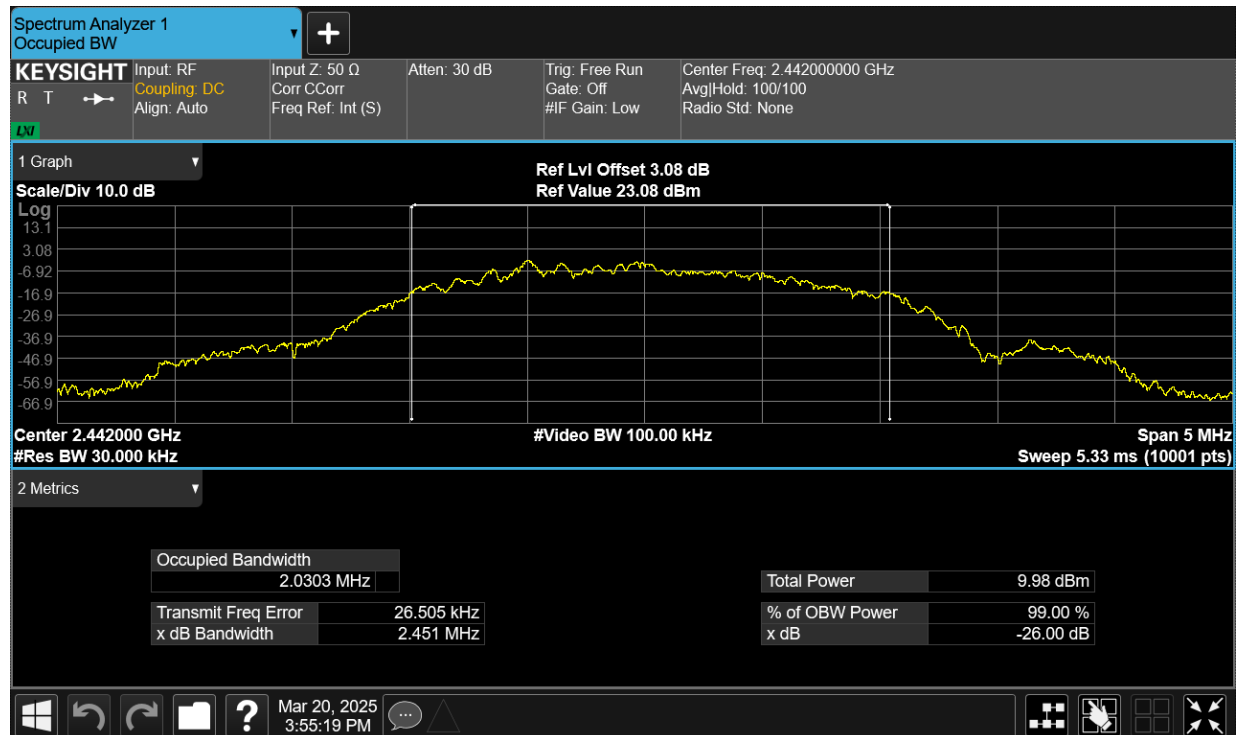 Spectrum Analyzer 1
Occupied BW
KEYSIGHT
R T
LXI
Input: RF
Coupling: DC
Align: Auto
Input Z: 50 Ω
Corr CCorr
Freq Ref: Int (S)
Atten: 30 dB
Trig: Free Run
Gate: Off
#IF Gain: Low
Center Freq: 2.442000000 GHz
Avg|Hold: 100/100
Radio Std: None
1 Graph
Scale/Div 10.0 dB
Ref Lvl Offset 3.08 dB
Ref Value 23.08 dBm
Log
13.1
3.08
-6.92
-16.9
-26.9
-36.9
-46.9
-56.9
-66.9
Center 2.442000 GHz
#Video BW 100.00 kHz
Span 5 MHz
#Res BW 30.000 kHz
Sweep 5.33 ms (10001 pts)
2 Metrics
Occupied Bandwidth
2.0303 MHz
Total Power 9.98 dBm
Transmit Freq Error 26.505 kHz
% of OBW Power 99.00 %
x dB Bandwidth 2.451 MHz
x dB -26.00 dB
Mar 20, 2025
3:55:19 PM